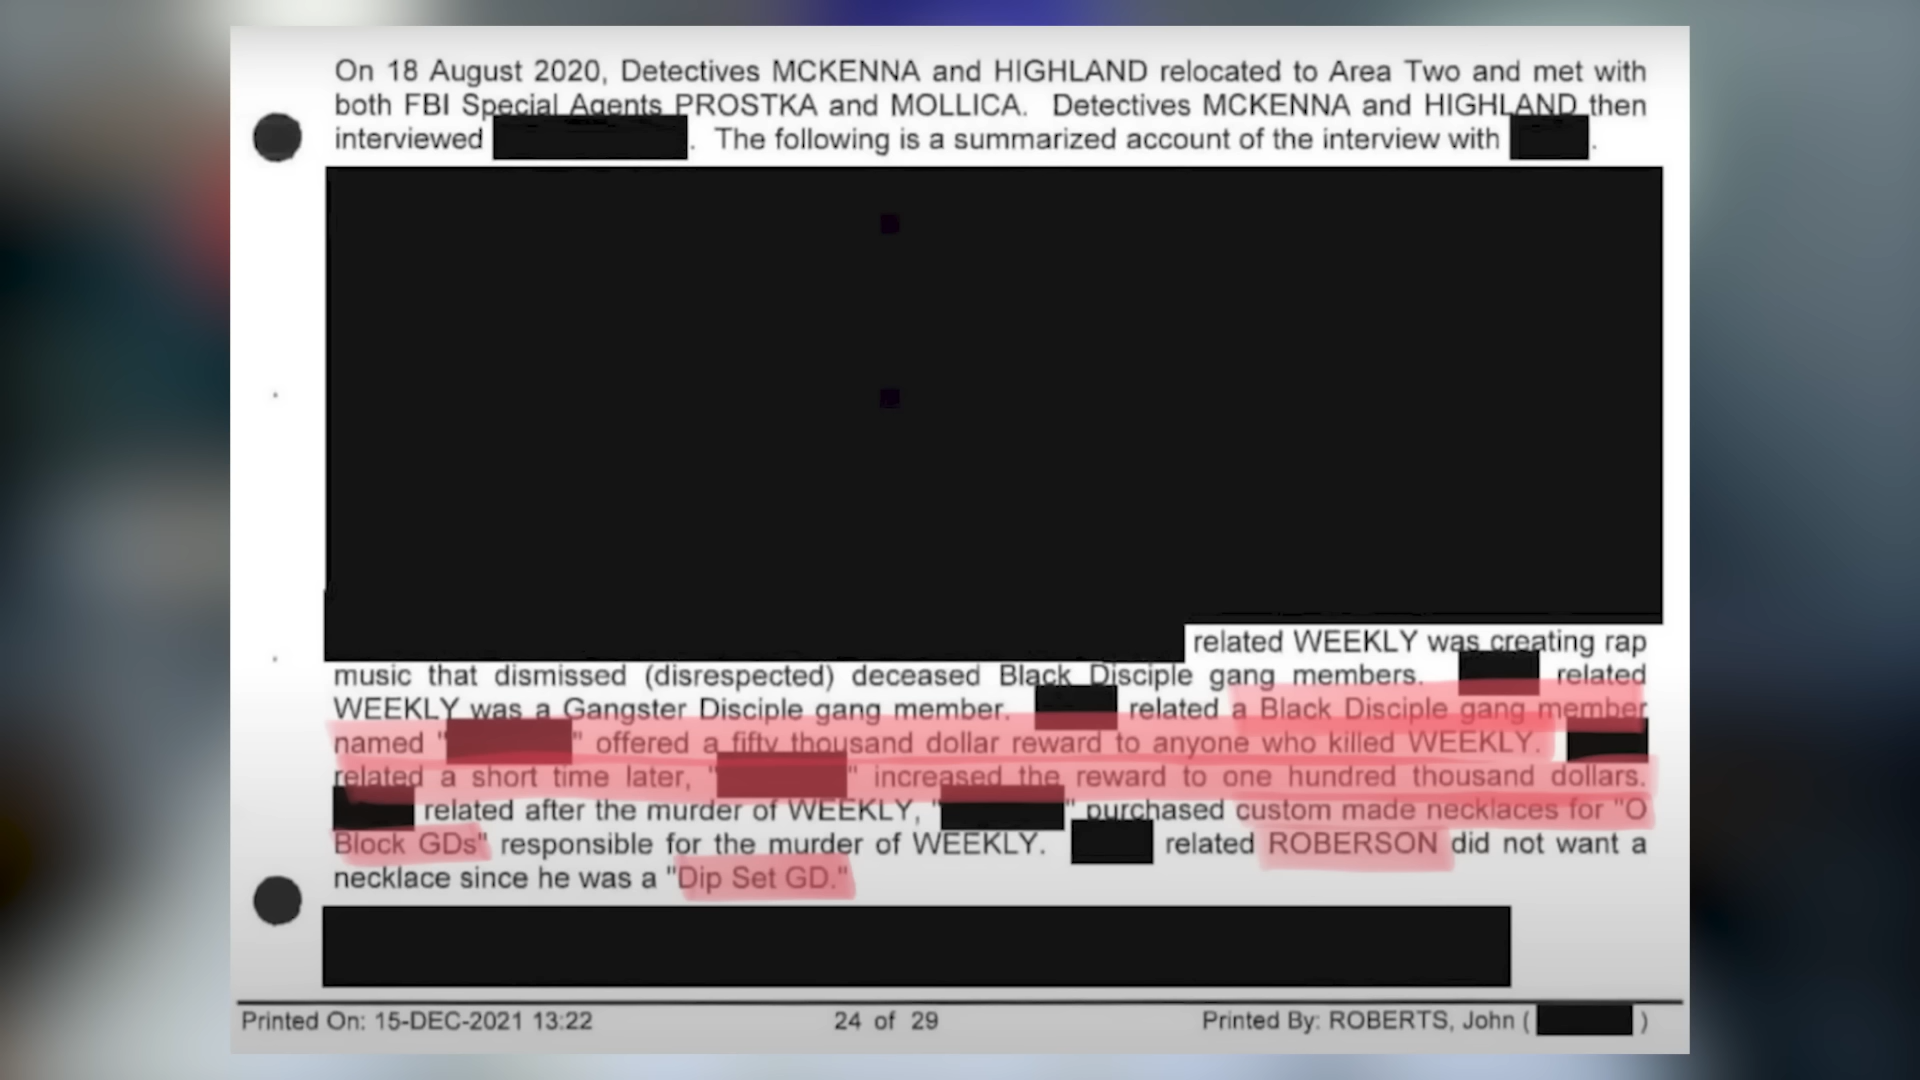 On 18 August 2020, Detectives MCKENNA and HIGHLAND relocated to Area Two and met with
both FBI Special Agents PROSTKA and MOLLICA. Detectives MCKENNA and HIGHLAND then
interviewed . The following is a summarized account of the interview with .
related WEEKLY was creating rap
music that dismissed (disrespected) deceased Black Disciple gang members. related
WEEKLY was a Gangster Disciple gang member. related a Black Disciple gang member
named " " offered a fifty thousand dollar reward to anyone who killed WEEKLY.
related a short time later, " " increased the reward to one hundred thousand dollars.
related after the murder of WEEKLY, " " purchased custom made necklaces for "O
Block GDs" responsible for the murder of WEEKLY. related ROBERSON did not want a
necklace since he was a "Dip Set GD."
Printed On: 15-DEC-2021 13:22 24 of 29 Printed By: ROBERTS, John ( )